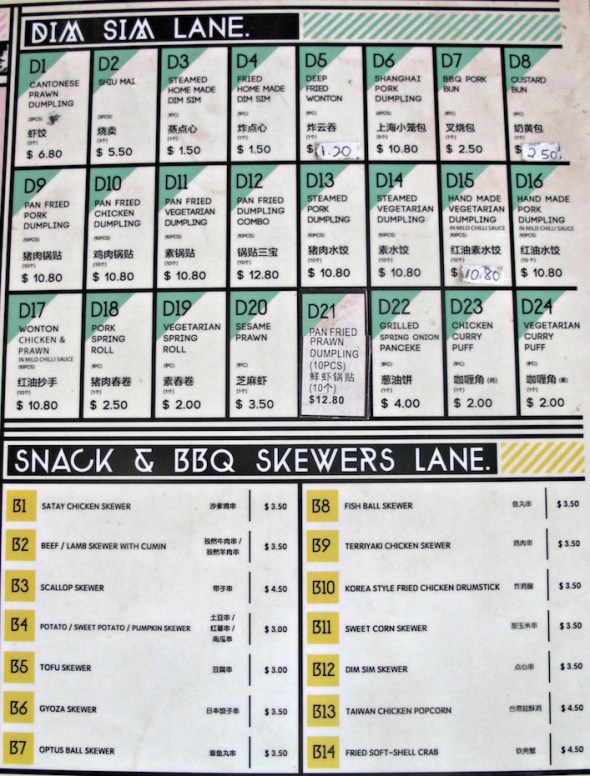 DIM SIM LANE.
D1
CANTONESE
PRAWN
DUMPLING
虾饺
$ 6.80
D2
SHIU MAI
烧卖
$ 5.50
D3
STEAMED
HOME MADE
DIM SIM
蒸点心
$ 1.50
D4
FRIED
HOME MADE
DIM SIM
炸点心
$ 1.50
D5
DEEP
FRIED
WONTON
炸云吞
$ 1.20
D6
SHANGHAI
PORK
DUMPLING
上海小笼包
$ 10.80
D7
BBQ PORK
BUN
叉烧包
$ 2.50
D8
CUSTARD
BUN
奶黄包
$ 2.50
D9
PAN FRIED
PORK
DUMPLING
猪肉锅贴
$ 10.80
D10
PAN FRIED
CHICKEN
DUMPLING
鸡肉锅贴
$ 10.80
D11
PAN FRIED
VEGETARIAN
DUMPLING
素锅贴
$ 10.80
D12
PAN FRIED
DUMPLING
COMBO
锅贴三宝
$ 12.80
D13
STEAMED
PORK
DUMPLING
猪肉水饺
$ 10.80
D14
STEAMED
VEGETARIAN
DUMPLING
素水饺
$ 10.80
D15
HAND MADE
VEGETARIAN
DUMPLING
IN MILD CHILLI SAUCE
红油素水饺
$ 10.80
D16
HAND MADE
PORK
DUMPLING
IN MILD CHILLI SAUCE
红油水饺
$ 10.80
D17
WONTON
CHICKEN &
PRAWN
IN MILD CHILLI SAUCE
红油抄手
$ 10.80
D18
PORK
SPRING
ROLL
猪肉春卷
$ 2.50
D19
VEGETARIAN
SPRING
ROLL
素春卷
$ 2.00
D20
SESAME
PRAWN
芝麻虾
$ 3.50
D21
PAN FRIED
PRAWN
DUMPLING
(10PCS)
鲜虾锅贴
(10个)
$12.80
D22
GRILLED
SPRING ONION
PANCEKE
葱油饼
$ 4.00
D23
CHICKEN
CURRY
PUFF
咖喱角 (鸡)
$ 2.00
D24
VEGETARIAN
CURRY
PUFF
咖喱角 (素)
$ 2.00
SNACK & BBQ SKEWERS LANE.
B1 SATAY CHICKEN SKEWER 沙爹鸡串 $ 3.50
B2 BEEF / LAMB SKEWER WITH CUMIN 孜然牛肉串 / $ 3.50
孜然羊肉串
B3 SCALLOP SKEWER 带子串 $ 4.50
B4 POTATO / SWEET POTATO / PUMPKIN SKEWER 土豆串 / $ 3.00
红薯串 /
南瓜串
B5 TOFU SKEWER 豆腐串 $ 3.00
B6 GYOZA SKEWER 日本饺子串 $ 3.50
B7 OPTUS BALL SKEWER 章鱼丸串 $ 3.50
B8 FISH BALL SKEWER 鱼丸串 $ 3.50
B9 TERRIYAKI CHICKEN SKEWER 鸡肉串 $ 3.50
B10 KOREA STYLE FRIED CHICKEN DRUMSTICK 炸鸡腿 $ 3.50
B11 SWEET CORN SKEWER 甜玉米串 $ 3.50
B12 DIM SIM SKEWER 点心串 $ 3.50
B13 TAIWAN CHICKEN POPCORN 台湾盐酥鸡 $ 4.50
B14 FRIED SOFT-SHELL CRAB 软壳蟹 $ 4.50